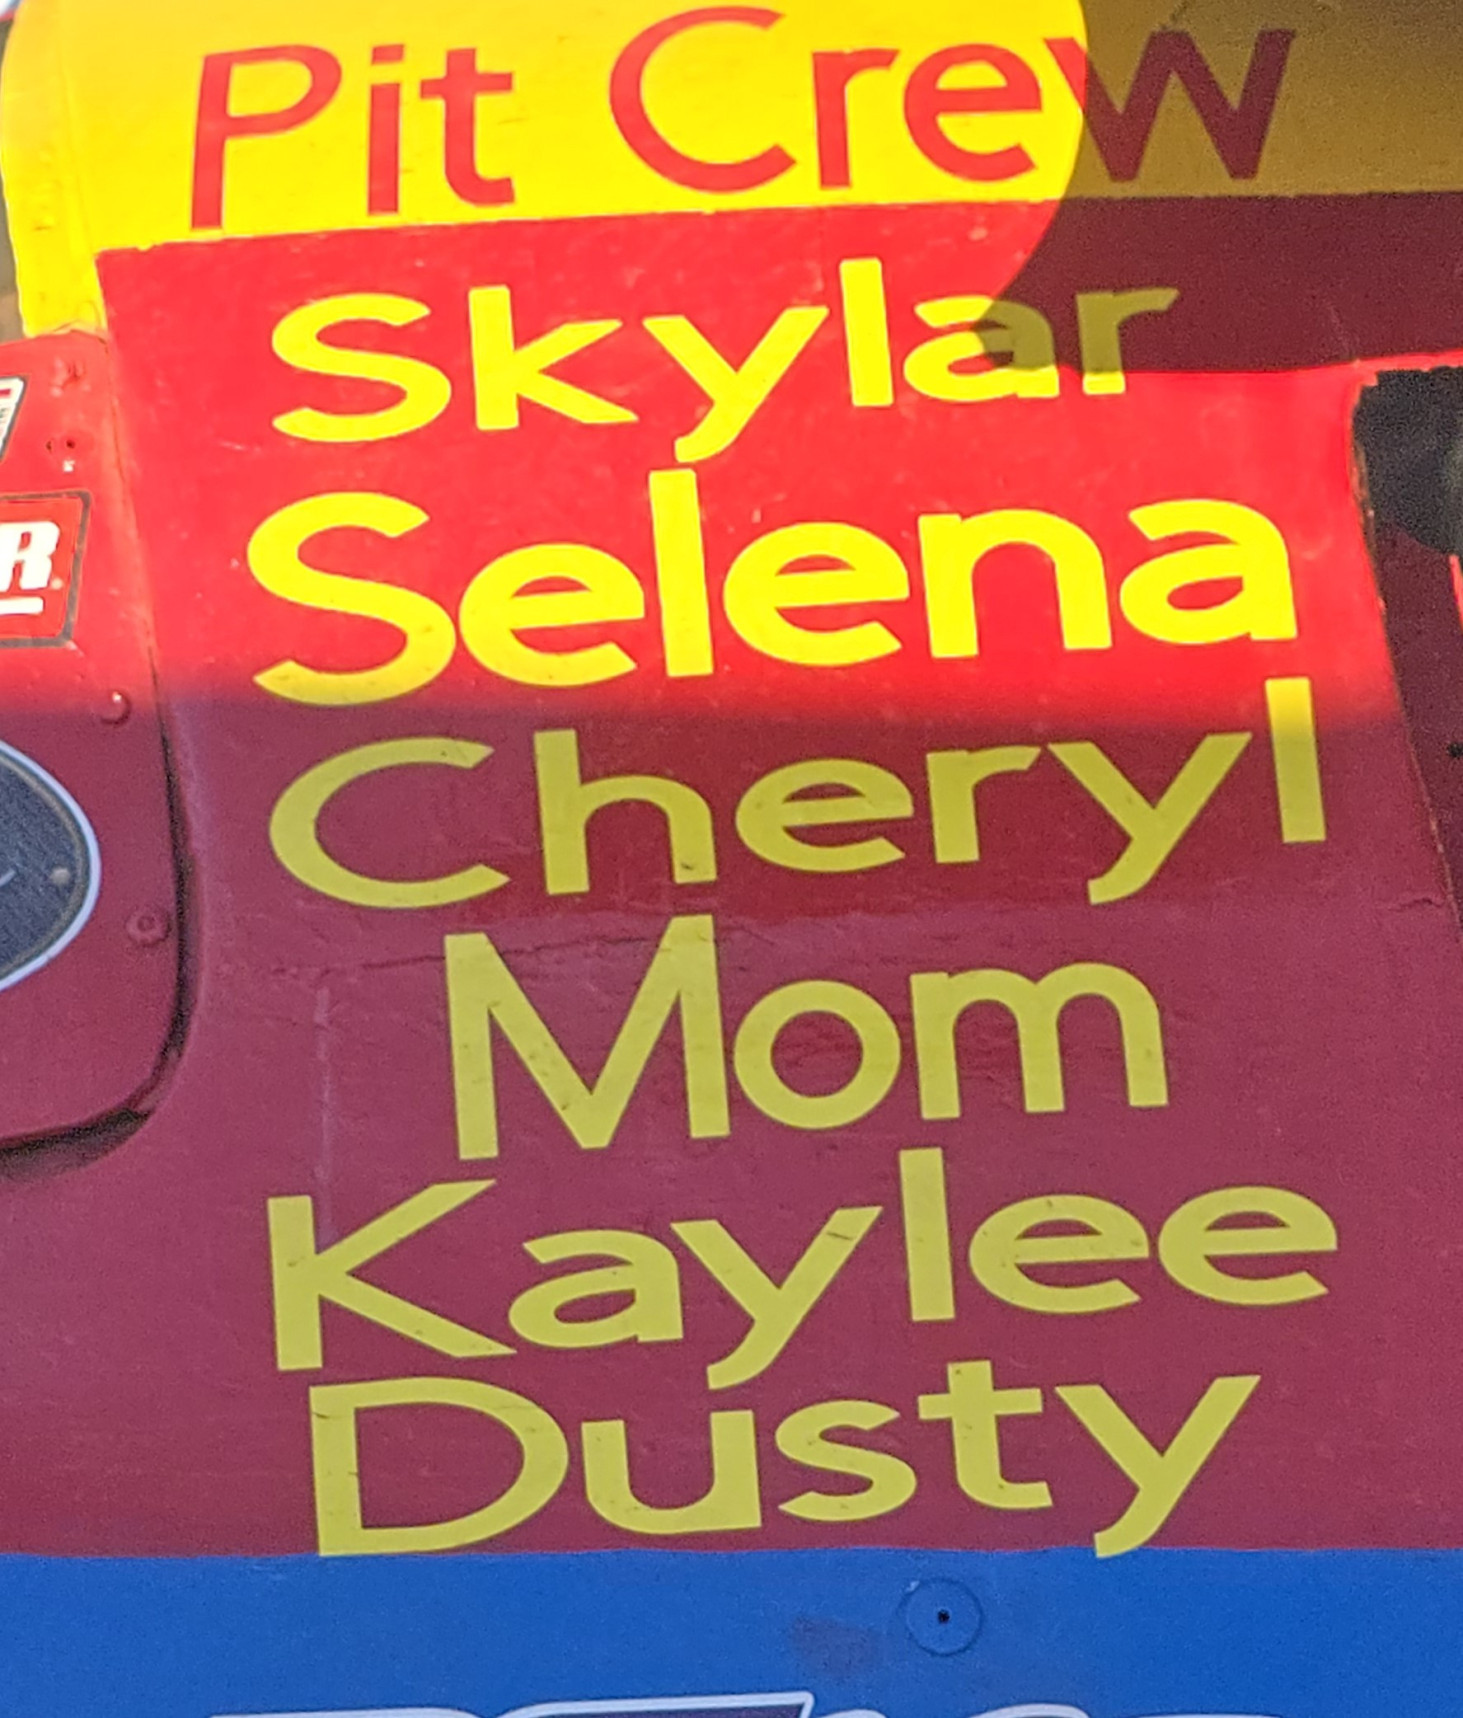 Pit Crew
Skylar
Selena
Cheryl
Mom
Kaylee
Dusty
R